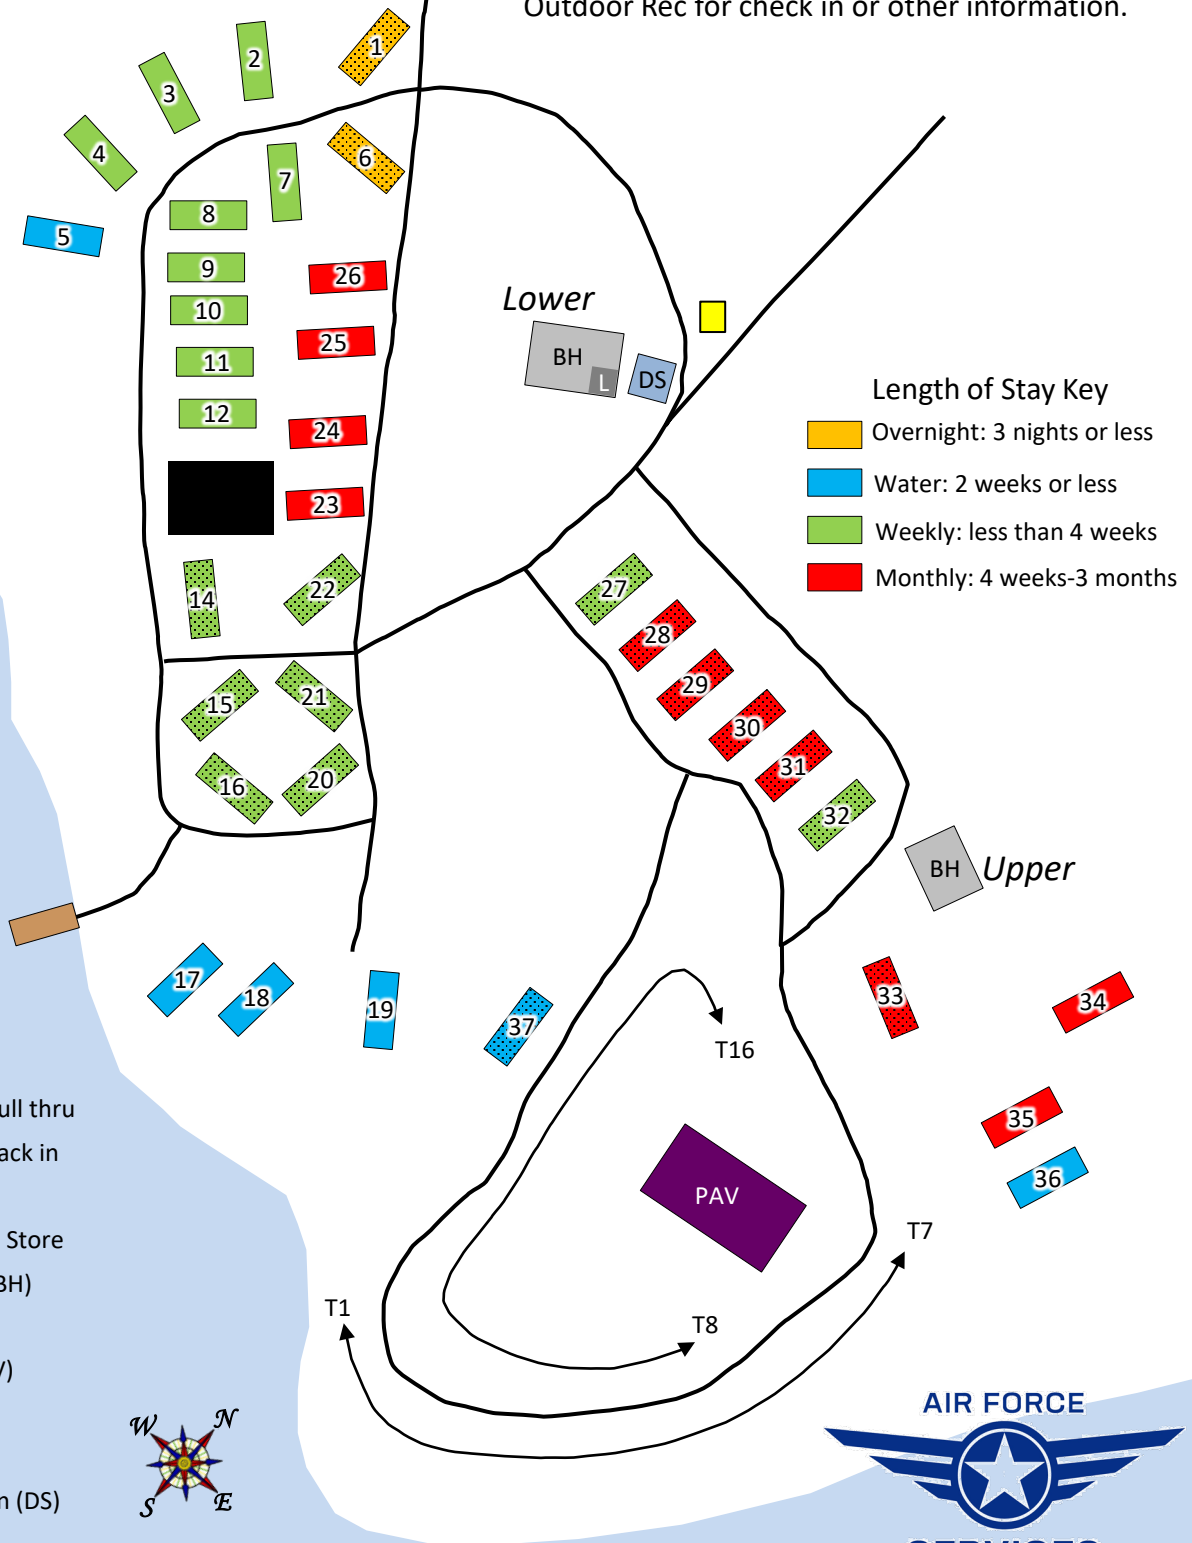 Outdoor Rec for check in or other information.
1
2
3
4
5
6
7
8
9
10
11
12
26
25
24
23
Lower
BH
L
DS
Length of Stay Key
Overnight: 3 nights or less
Water: 2 weeks or less
Weekly: less than 4 weeks
Monthly: 4 weeks-3 months
14
22
15
21
16
20
27
28
29
30
31
32
BH
Upper
17
18
19
37
33
34
35
36
T16
PAV
T7
T1
T8
ull thru
ack in
Store
BH)
V)
n (DS)
W N
S E
AIR FORCE
SERVICES